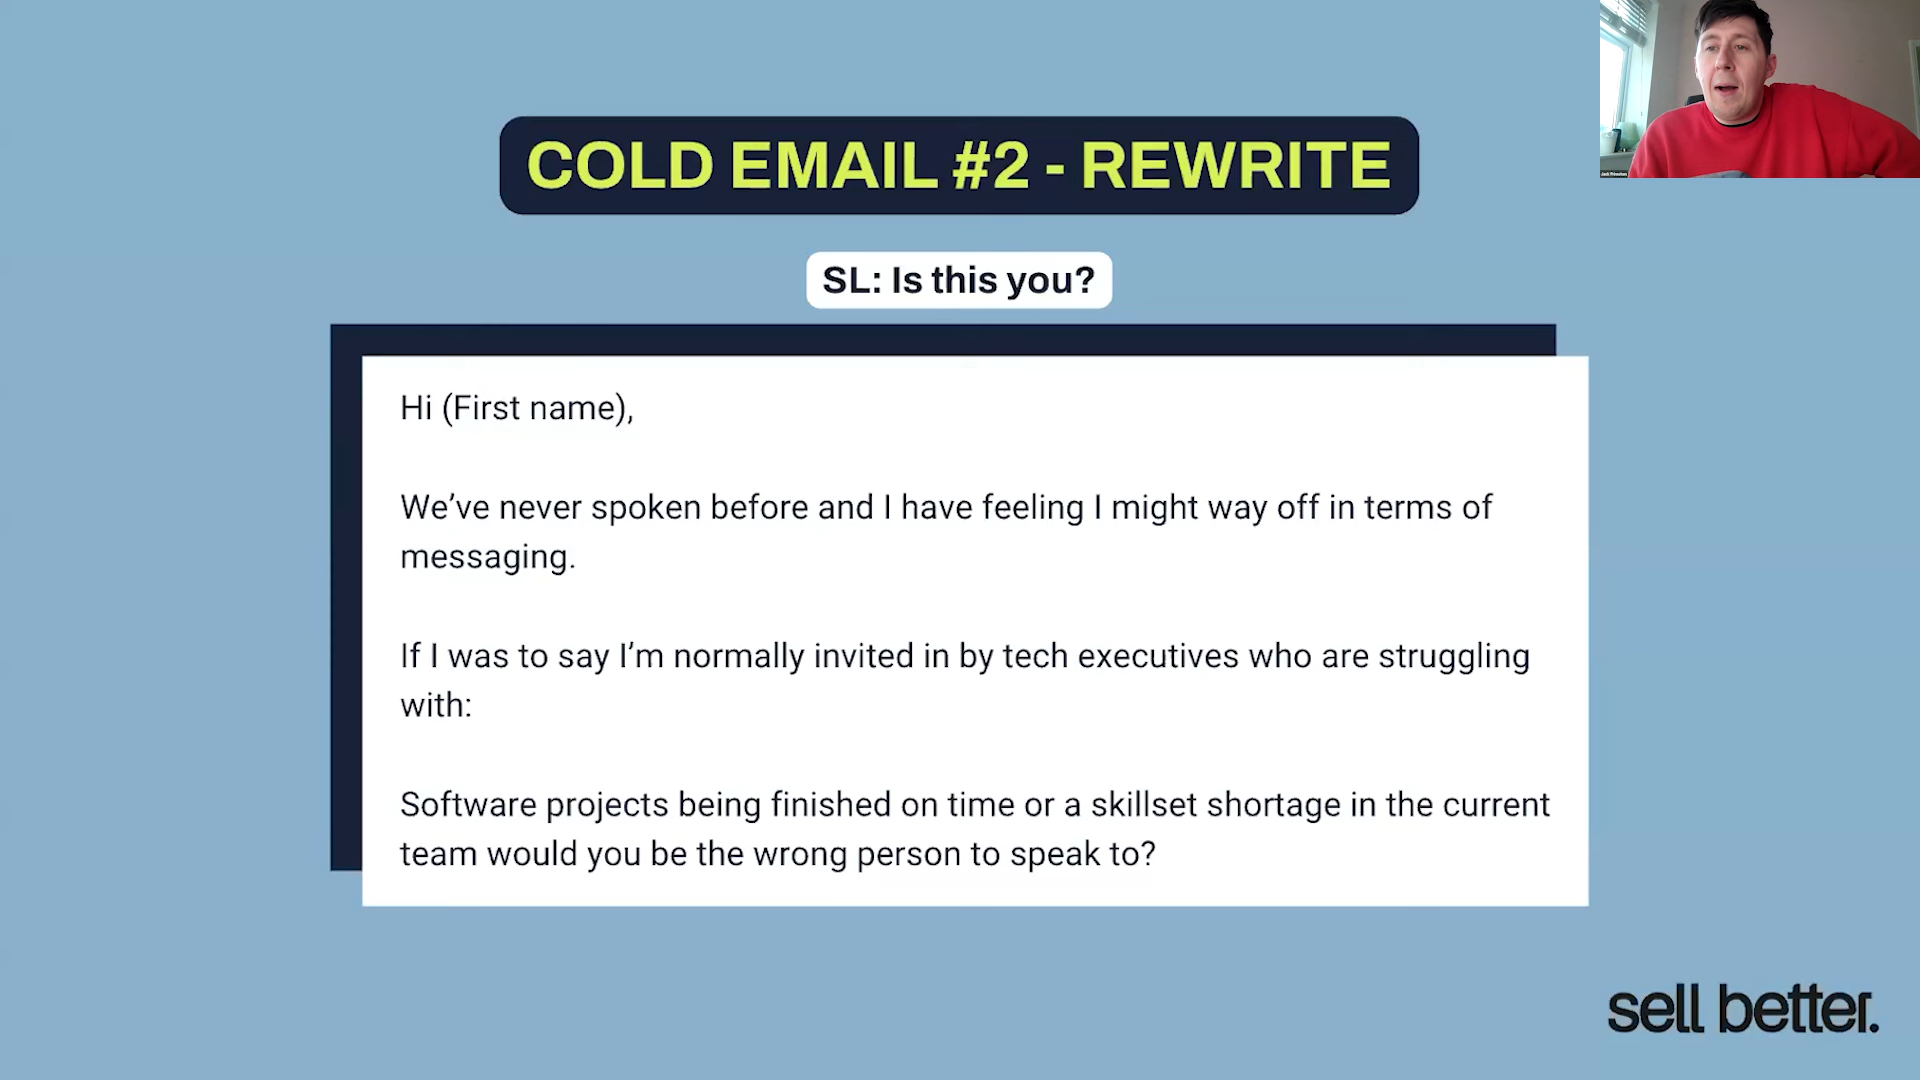 COLD EMAIL #2 - REWRITE
SL: Is this you?
Hi (First name),
We’ve never spoken before and I have feeling I might way off in terms of
messaging.
If I was to say I’m normally invited in by tech executives who are struggling
with:
Software projects being finished on time or a skillset shortage in the current
team would you be the wrong person to speak to?
sell better.